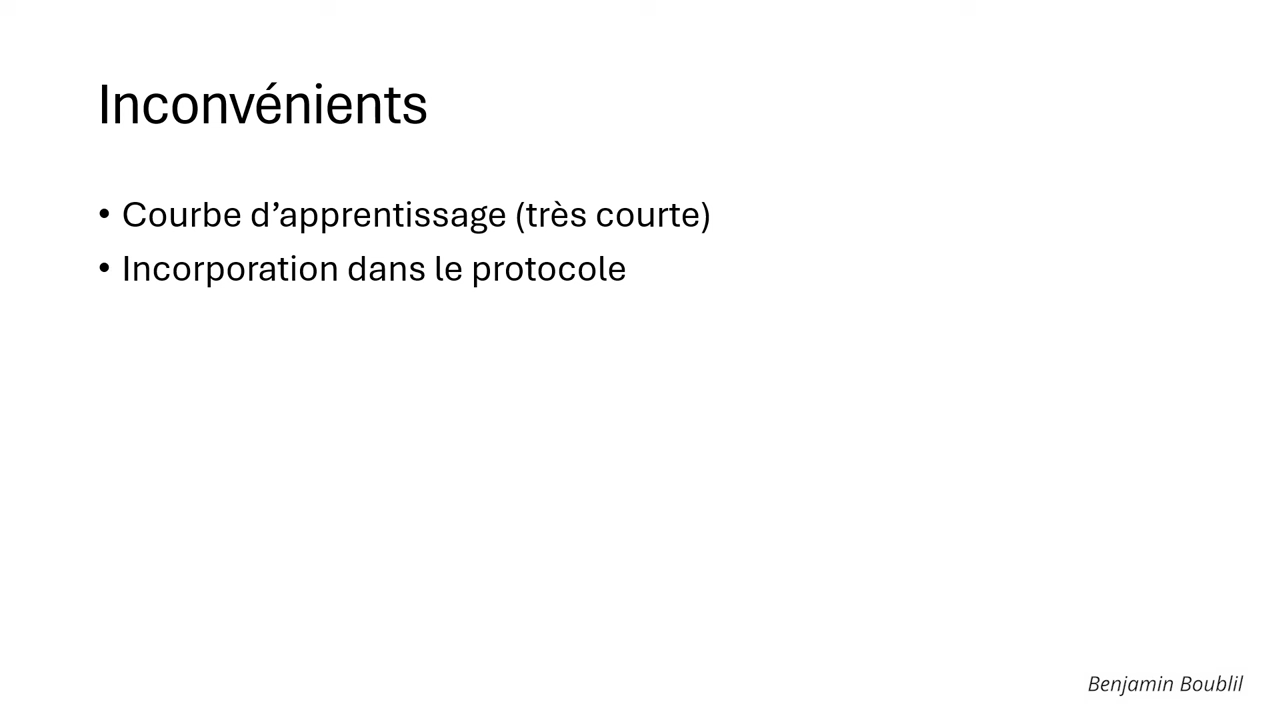 Inconvénients
• Courbe d’apprentissage (très courte)
• Incorporation dans le protocole
Benjamin Boublil